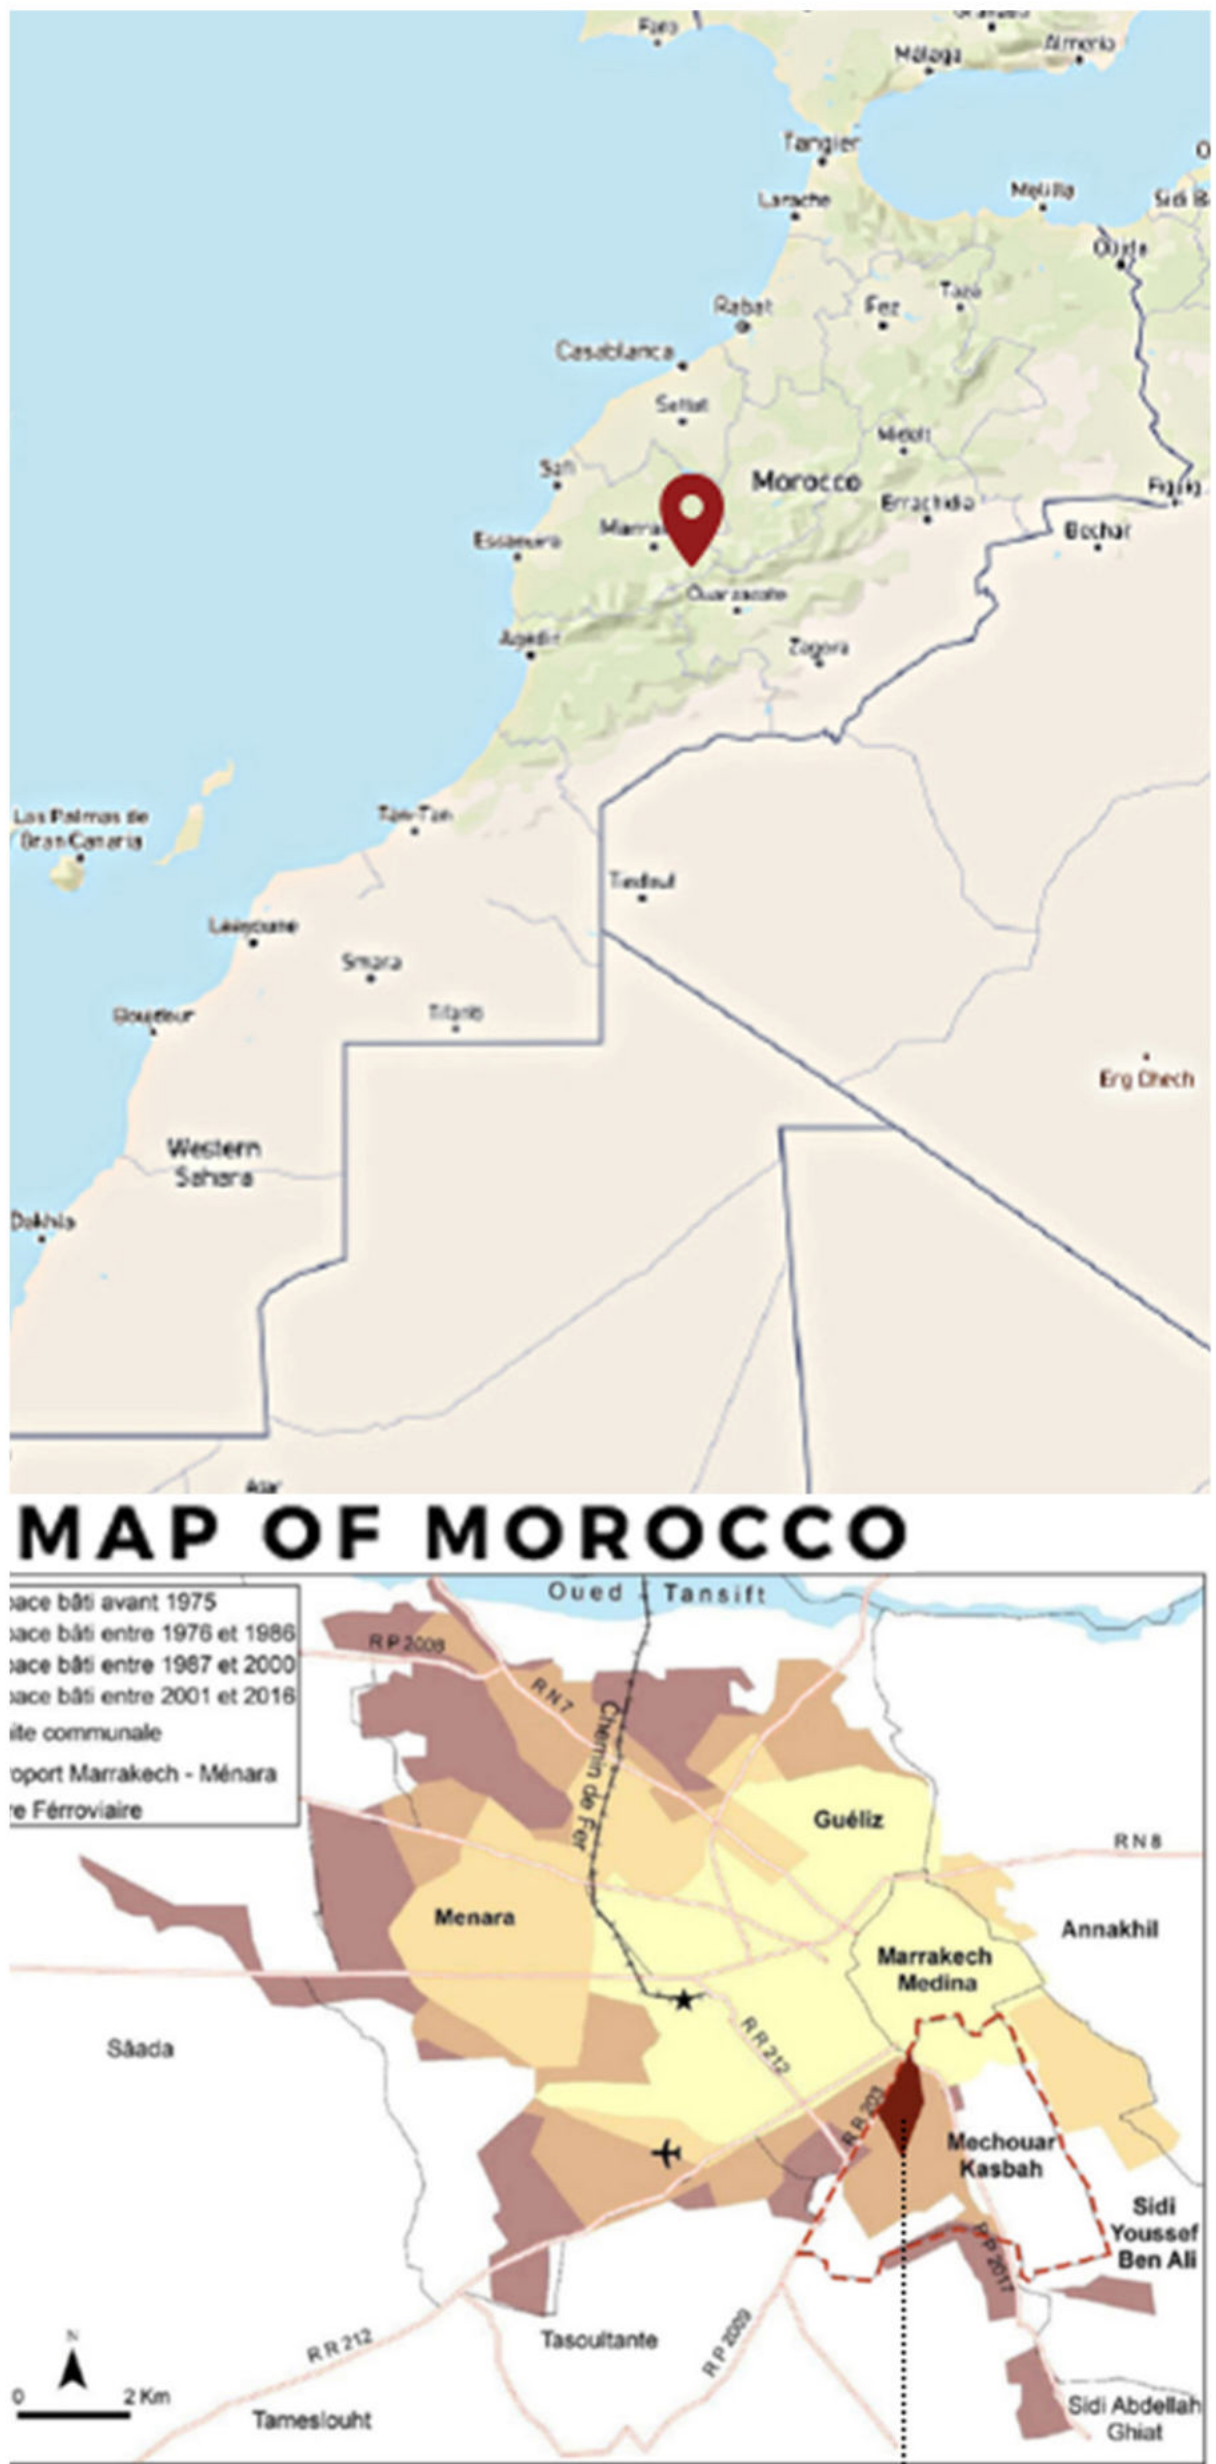 Faro
Málaga
Almería
Tangier
Larache
Melilla
Oujda
Rabat
Fez
Taza
Casablanca
Settat
Midelt
Safi
Morocco
Errachidia
Figuig
Essaouira
Bechar
Ouarzazate
Agadir
Zagora
Las Palmas de
Gran Canaria
Tan-Tan
Tindouf
Laayoune
Smara
Boujdour
Erg Chech
Western
Sahara
Dakhla
MAP OF MOROCCO
Oued Tansift
pace bâti avant 1975
pace bâti entre 1976 et 1986
pace bâti entre 1987 et 2000
pace bâti entre 2001 et 2016
ite communale
roport Marrakech - Ménara
re Férroviaire
R P 2008
R N 7
Chemin de Fer
Guéliz
R N 8
Menara
Annakhil
Marrakech
Medina
Sâada
R R 212
R R 203
Mechouar
Kasbah
Sidi
Youssef
Ben Ali
R P 2017
Tasoultante
R P 2009
R R 212
N
0 2 Km
Tameslouht
Sidi Abdellah
Ghiat